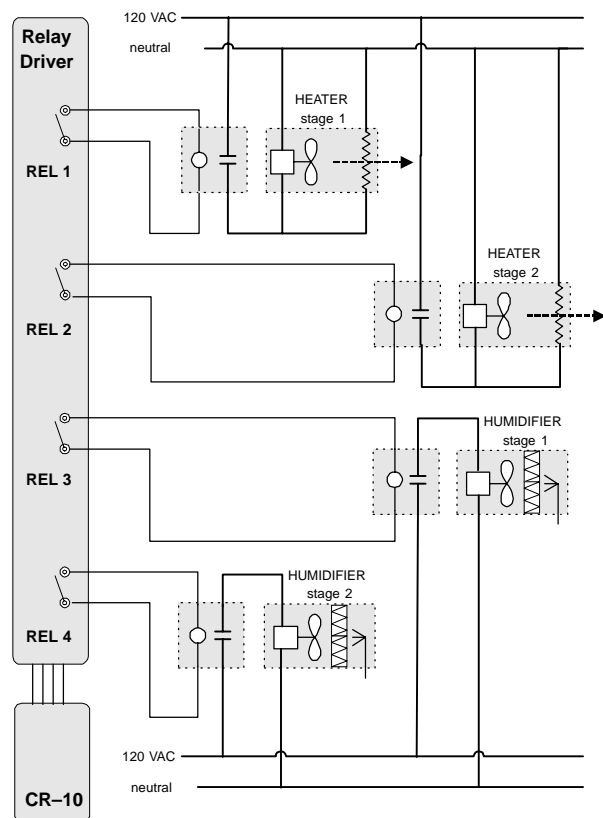 120 VAC
Relay
Driver
neutral
HEATER
stage 1
REL 1
HEATER
stage 2
REL 2
HUMIDIFIER
stage 1
REL 3
HUMIDIFIER
stage 2
REL 4
120 VAC
neutral
CR–10